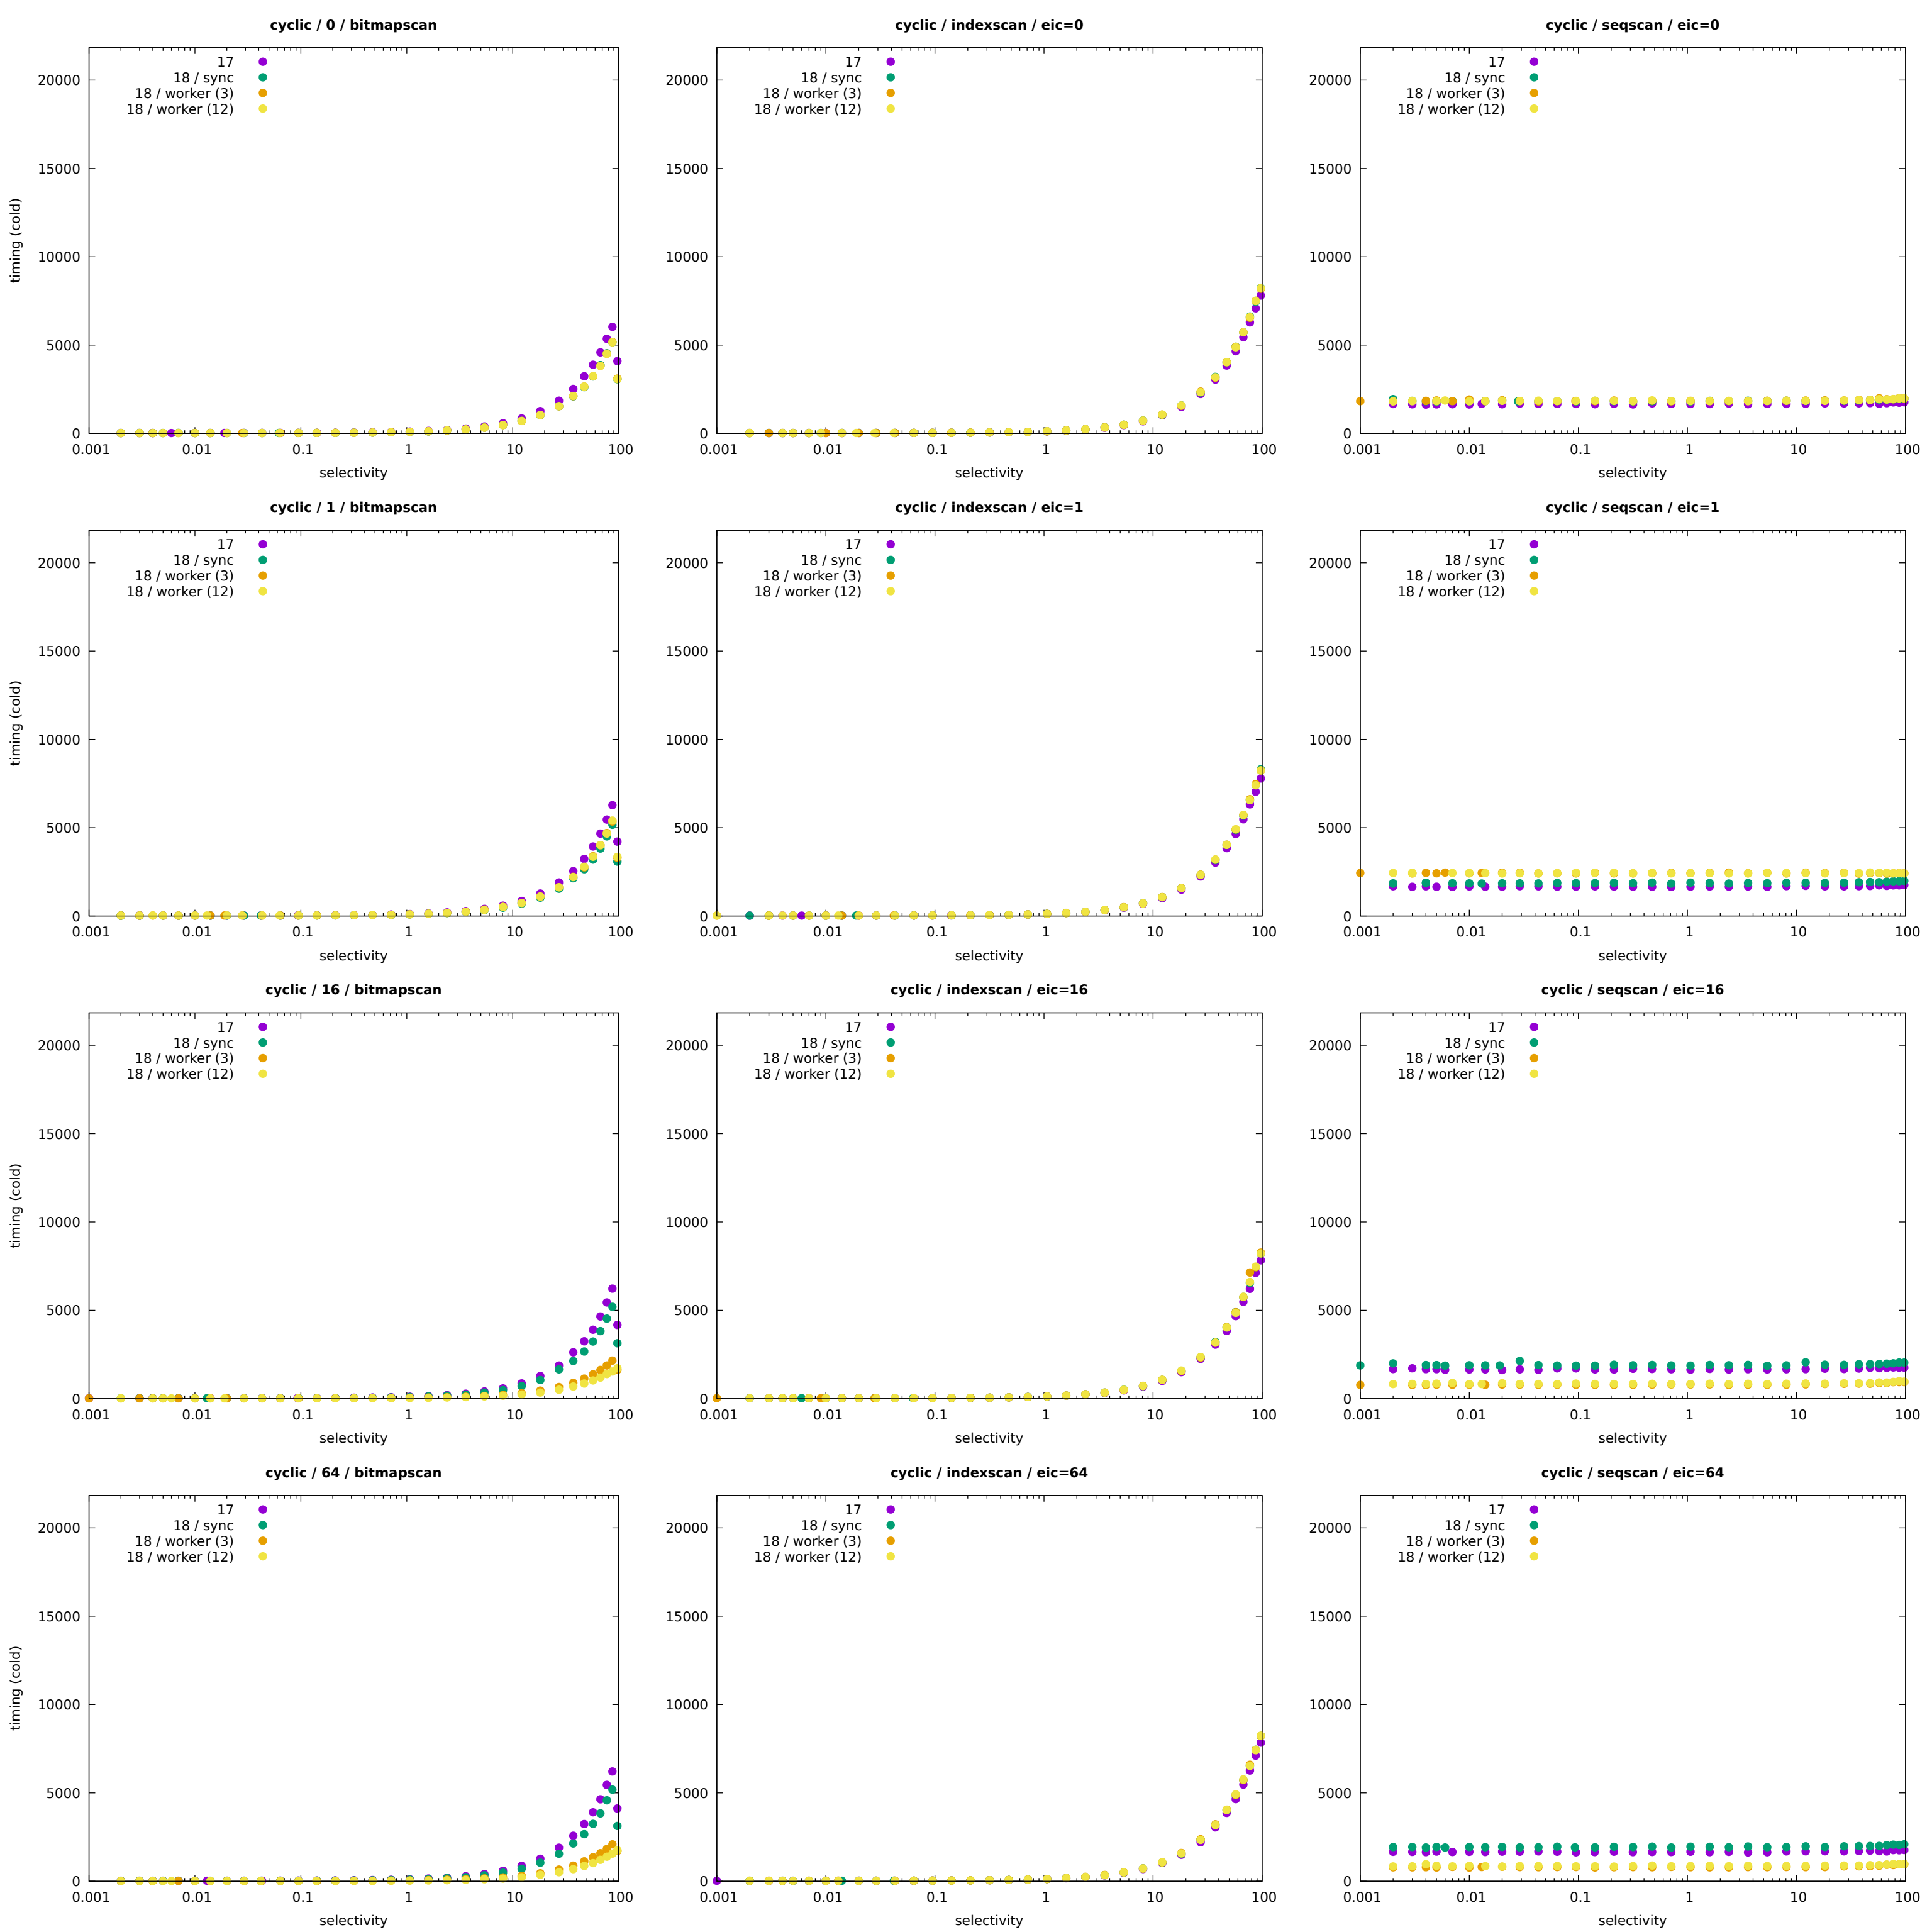 cyclic / 0 / bitmapscan
timing (cold)
20000
15000
10000
5000
0
17
18 / sync
18 / worker (3)
18 / worker (12)
0.001 0.01 0.1 1 10 100
selectivity
cyclic / indexscan / eic=0
20000
15000
10000
5000
0
17
18 / sync
18 / worker (3)
18 / worker (12)
0.001 0.01 0.1 1 10 100
selectivity
cyclic / seqscan / eic=0
20000
15000
10000
5000
0
17
18 / sync
18 / worker (3)
18 / worker (12)
0.001 0.01 0.1 1 10 100
selectivity
cyclic / 1 / bitmapscan
timing (cold)
20000
15000
10000
5000
0
17
18 / sync
18 / worker (3)
18 / worker (12)
0.001 0.01 0.1 1 10 100
selectivity
cyclic / indexscan / eic=1
20000
15000
10000
5000
0
17
18 / sync
18 / worker (3)
18 / worker (12)
0.001 0.01 0.1 1 10 100
selectivity
cyclic / seqscan / eic=1
20000
15000
10000
5000
0
17
18 / sync
18 / worker (3)
18 / worker (12)
0.001 0.01 0.1 1 10 100
selectivity
cyclic / 16 / bitmapscan
timing (cold)
20000
15000
10000
5000
0
17
18 / sync
18 / worker (3)
18 / worker (12)
0.001 0.01 0.1 1 10 100
selectivity
cyclic / indexscan / eic=16
20000
15000
10000
5000
0
17
18 / sync
18 / worker (3)
18 / worker (12)
0.001 0.01 0.1 1 10 100
selectivity
cyclic / seqscan / eic=16
20000
15000
10000
5000
0
17
18 / sync
18 / worker (3)
18 / worker (12)
0.001 0.01 0.1 1 10 100
selectivity
cyclic / 64 / bitmapscan
timing (cold)
20000
15000
10000
5000
0
17
18 / sync
18 / worker (3)
18 / worker (12)
0.001 0.01 0.1 1 10 100
selectivity
cyclic / indexscan / eic=64
20000
15000
10000
5000
0
17
18 / sync
18 / worker (3)
18 / worker (12)
0.001 0.01 0.1 1 10 100
selectivity
cyclic / seqscan / eic=64
20000
15000
10000
5000
0
17
18 / sync
18 / worker (3)
18 / worker (12)
0.001 0.01 0.1 1 10 100
selectivity